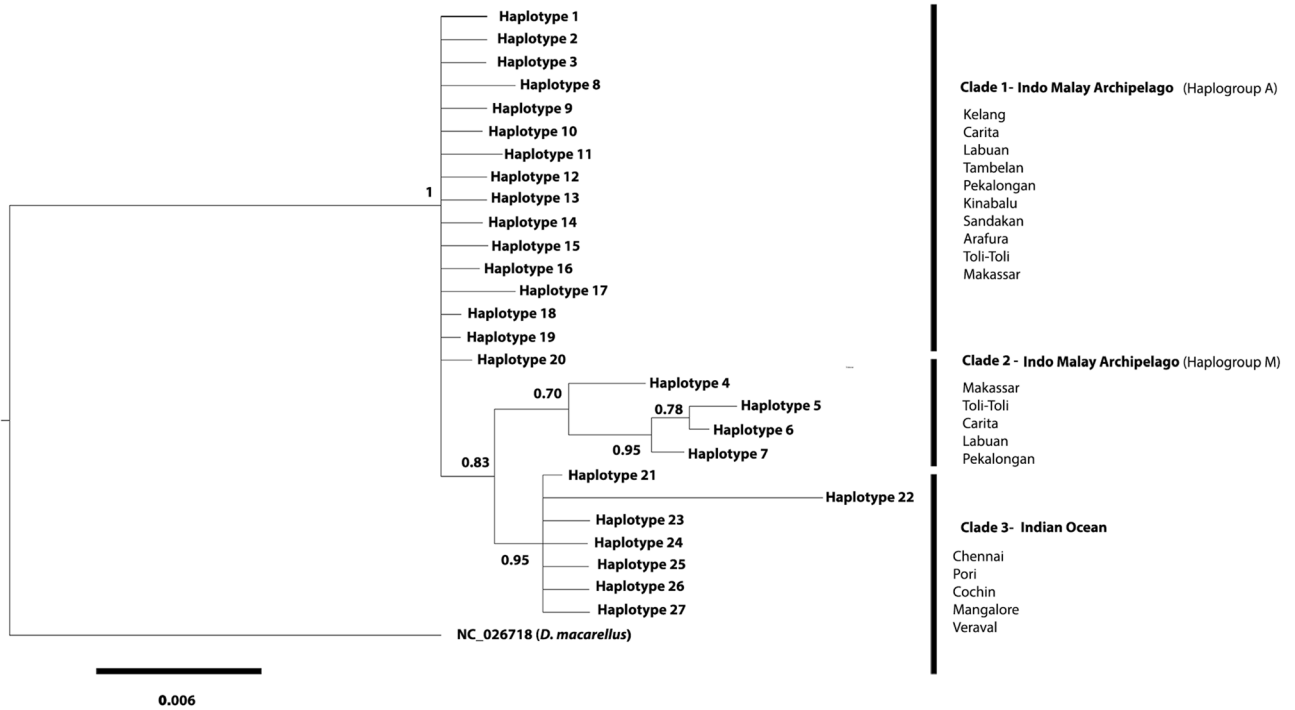 Haplotype 1
Haplotype 2
Haplotype 3
Haplotype 8
Haplotype 9
Haplotype 10
Haplotype 11
Haplotype 12
Haplotype 13
Haplotype 14
Haplotype 15
Haplotype 16
Haplotype 17
Haplotype 18
Haplotype 19
Haplotype 20
Haplotype 4
Haplotype 5
Haplotype 6
Haplotype 7
Haplotype 21
Haplotype 22
Haplotype 23
Haplotype 24
Haplotype 25
Haplotype 26
Haplotype 27
NC_026718 (D. macarellus)
1
0.70
0.78
0.95
0.83
0.95
0.006
Clade 1- Indo Malay Archipelago (Haplogroup A)
Kelang
Carita
Labuan
Tambelan
Pekalongan
Kinabalu
Sandakan
Arafura
Toli-Toli
Makassar
Clade 2 - Indo Malay Archipelago (Haplogroup M)
Makassar
Toli-Toli
Carita
Labuan
Pekalongan
Clade 3- Indian Ocean
Chennai
Pori
Cochin
Mangalore
Veraval